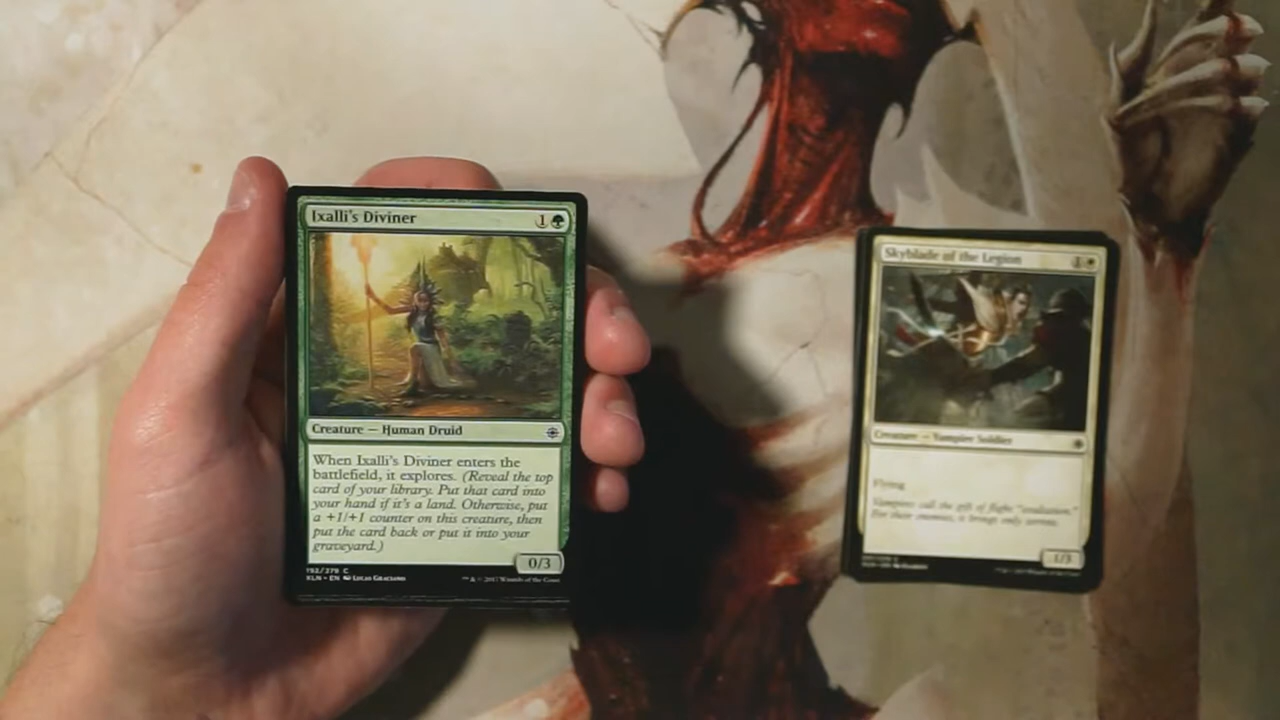 Ixalli's Diviner 1
Creature — Human Druid
When Ixalli's Diviner enters the
battlefield, it explores. (Reveal the top
card of your library. Put that card into
your hand if it's a land. Otherwise, put
a +1/+1 counter on this creature, then
put the card back or put it into your
graveyard.)
0/3
192/279 C
XLN • EN Lucas Graciano
™ & © 2017 Wizards of the Coast
Skyblade of the Legion 1
Creature — Vampire Soldier
Flying
Vampires call the gift of flight "exaltation."
For their enemies, it brings only terror.
1/3